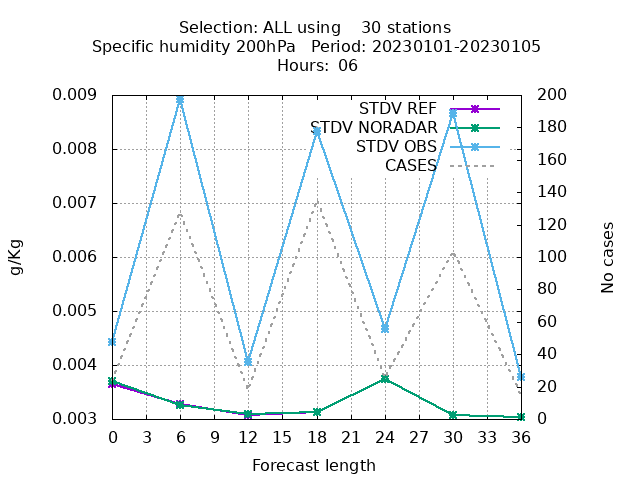 Selection: ALL using    30 stations
Specific humidity 200hPa   Period: 20230101-20230105
Hours: 06
0.009
0.008
0.007
0.006
0.005
0.004
0.003
g/Kg
STDV REF
STDV NORADAR
STDV OBS
CASES
200
180
160
140
120
100
80
60
40
20
0
No cases
0 3 6 9 12 15 18 21 24 27 30 33 36
Forecast length